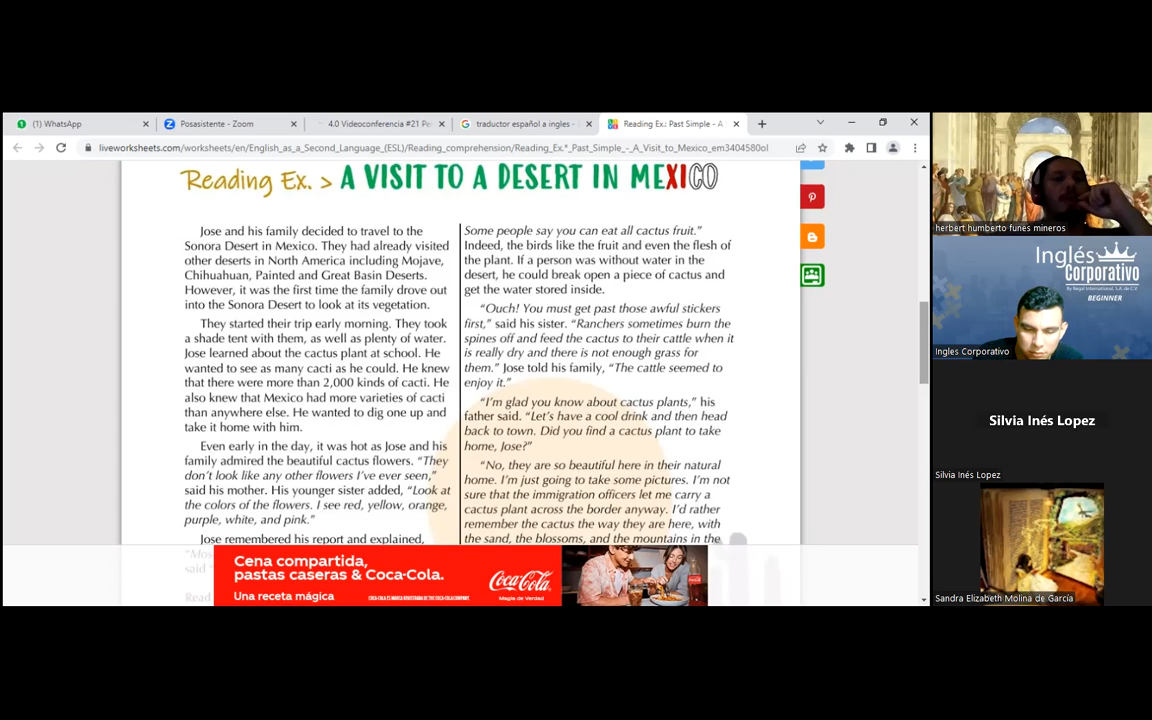 (1) WhatsApp
Posasistente - Zoom
4.0 Videoconferencia #21 Pe
traductor español a ingles -
Reading Ex.: Past Simple - A
liveworksheets.com/worksheets/en/English_as_a_Second_Language_(ESL)/Reading_comprehension/Reading_Ex.*_Past_Simple_-_A_Visit_to_Mexico_em3404580ol
Reading Ex. > A VISIT TO A DESERT IN MEXICO
Jose and his family decided to travel to the
Sonora Desert in Mexico. They had already visited
other deserts in North America including Mojave,
Chihuahuan, Painted and Great Basin Deserts.
However, it was the first time the family drove out
into the Sonora Desert to look at its vegetation.
They started their trip early morning. They took
a shade tent with them, as well as plenty of water.
Jose learned about the cactus plant at school. He
wanted to see as many cacti as he could. He knew
that there were more than 2,000 kinds of cacti. He
also knew that Mexico had more varieties of cacti
than anywhere else. He wanted to dig one up and
take it home with him.
Even early in the day, it was hot as Jose and his
family admired the beautiful cactus flowers. “They
don’t look like any other flowers I’ve ever seen,”
said his mother. His younger sister added, “Look at
the colors of the flowers. I see red, yellow, orange,
purple, white, and pink.”
Jose remembered his report and explained,
Some people say you can eat all cactus fruit.”
Indeed, the birds like the fruit and even the flesh of
the plant. If a person was without water in the
desert, he could break open a piece of cactus and
get the water stored inside.
“Ouch! You must get past those awful stickers
first,” said his sister. “Ranchers sometimes burn the
spines off and feed the cactus to their cattle when it
is really dry and there is not enough grass for
them.” Jose told his family, “The cattle seemed to
enjoy it.”
“I’m glad you know about cactus plants,” his
father said. “Let’s have a cool drink and then head
back to town. Did you find a cactus plant to take
home, Jose?”
“No, they are so beautiful here in their natural
home. I’m just going to take some pictures. I’m not
sure that the immigration officers let me carry a
cactus plant across the border anyway. I’d rather
remember the cactus the way they are here, with
the sand, the blossoms, and the mountains in the
Cena compartida,
pastas caseras & Coca-Cola.
Una receta mágica
Coca-Cola
Magia de Verdad
herbert humberto funes mineros
Inglés
Corporativo
By Regal International, S.A. de C.V.
BEGINNER
Ingles Corporativo
Silvia Inés Lopez
Silvia Inés Lopez
Sandra Elizabeth Molina de García